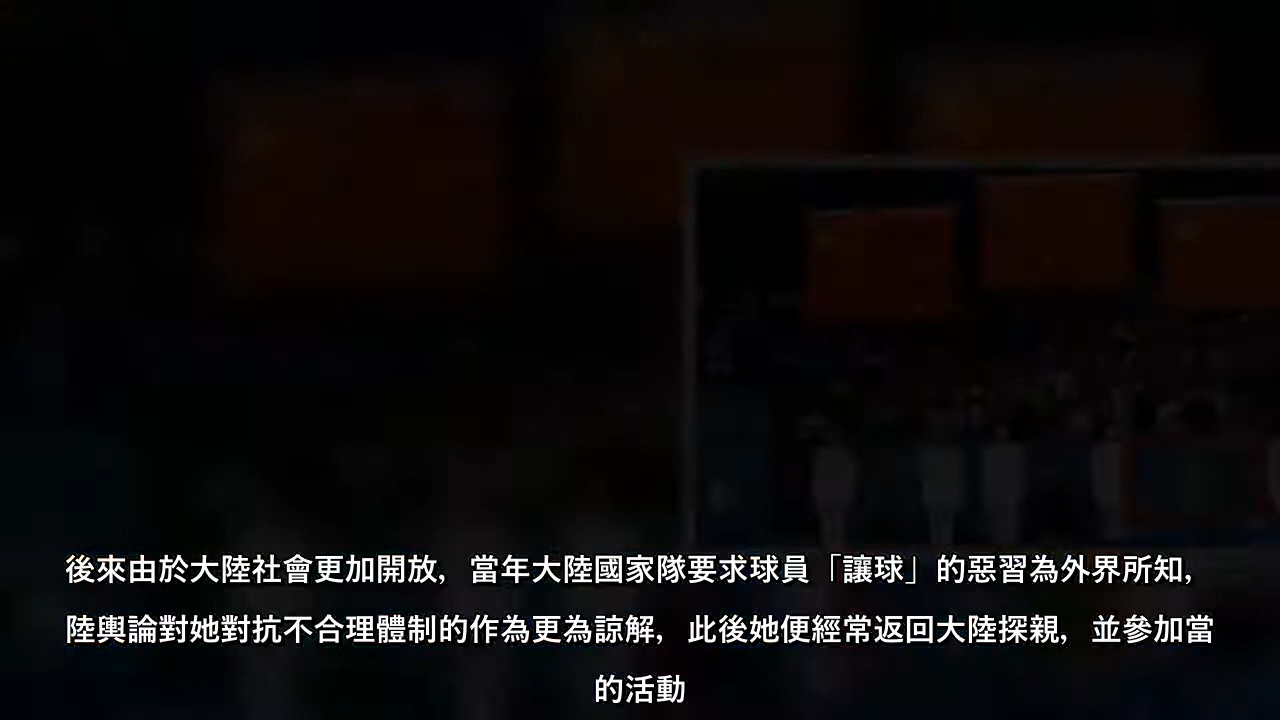 後來由於大陸社會更加開放，當年大陸國家隊要求球員「讓球」的惡習為外界所知，
陸輿論對她對抗不合理體制的作為更為諒解，此後她便經常返回大陸探親，並參加當
的活動